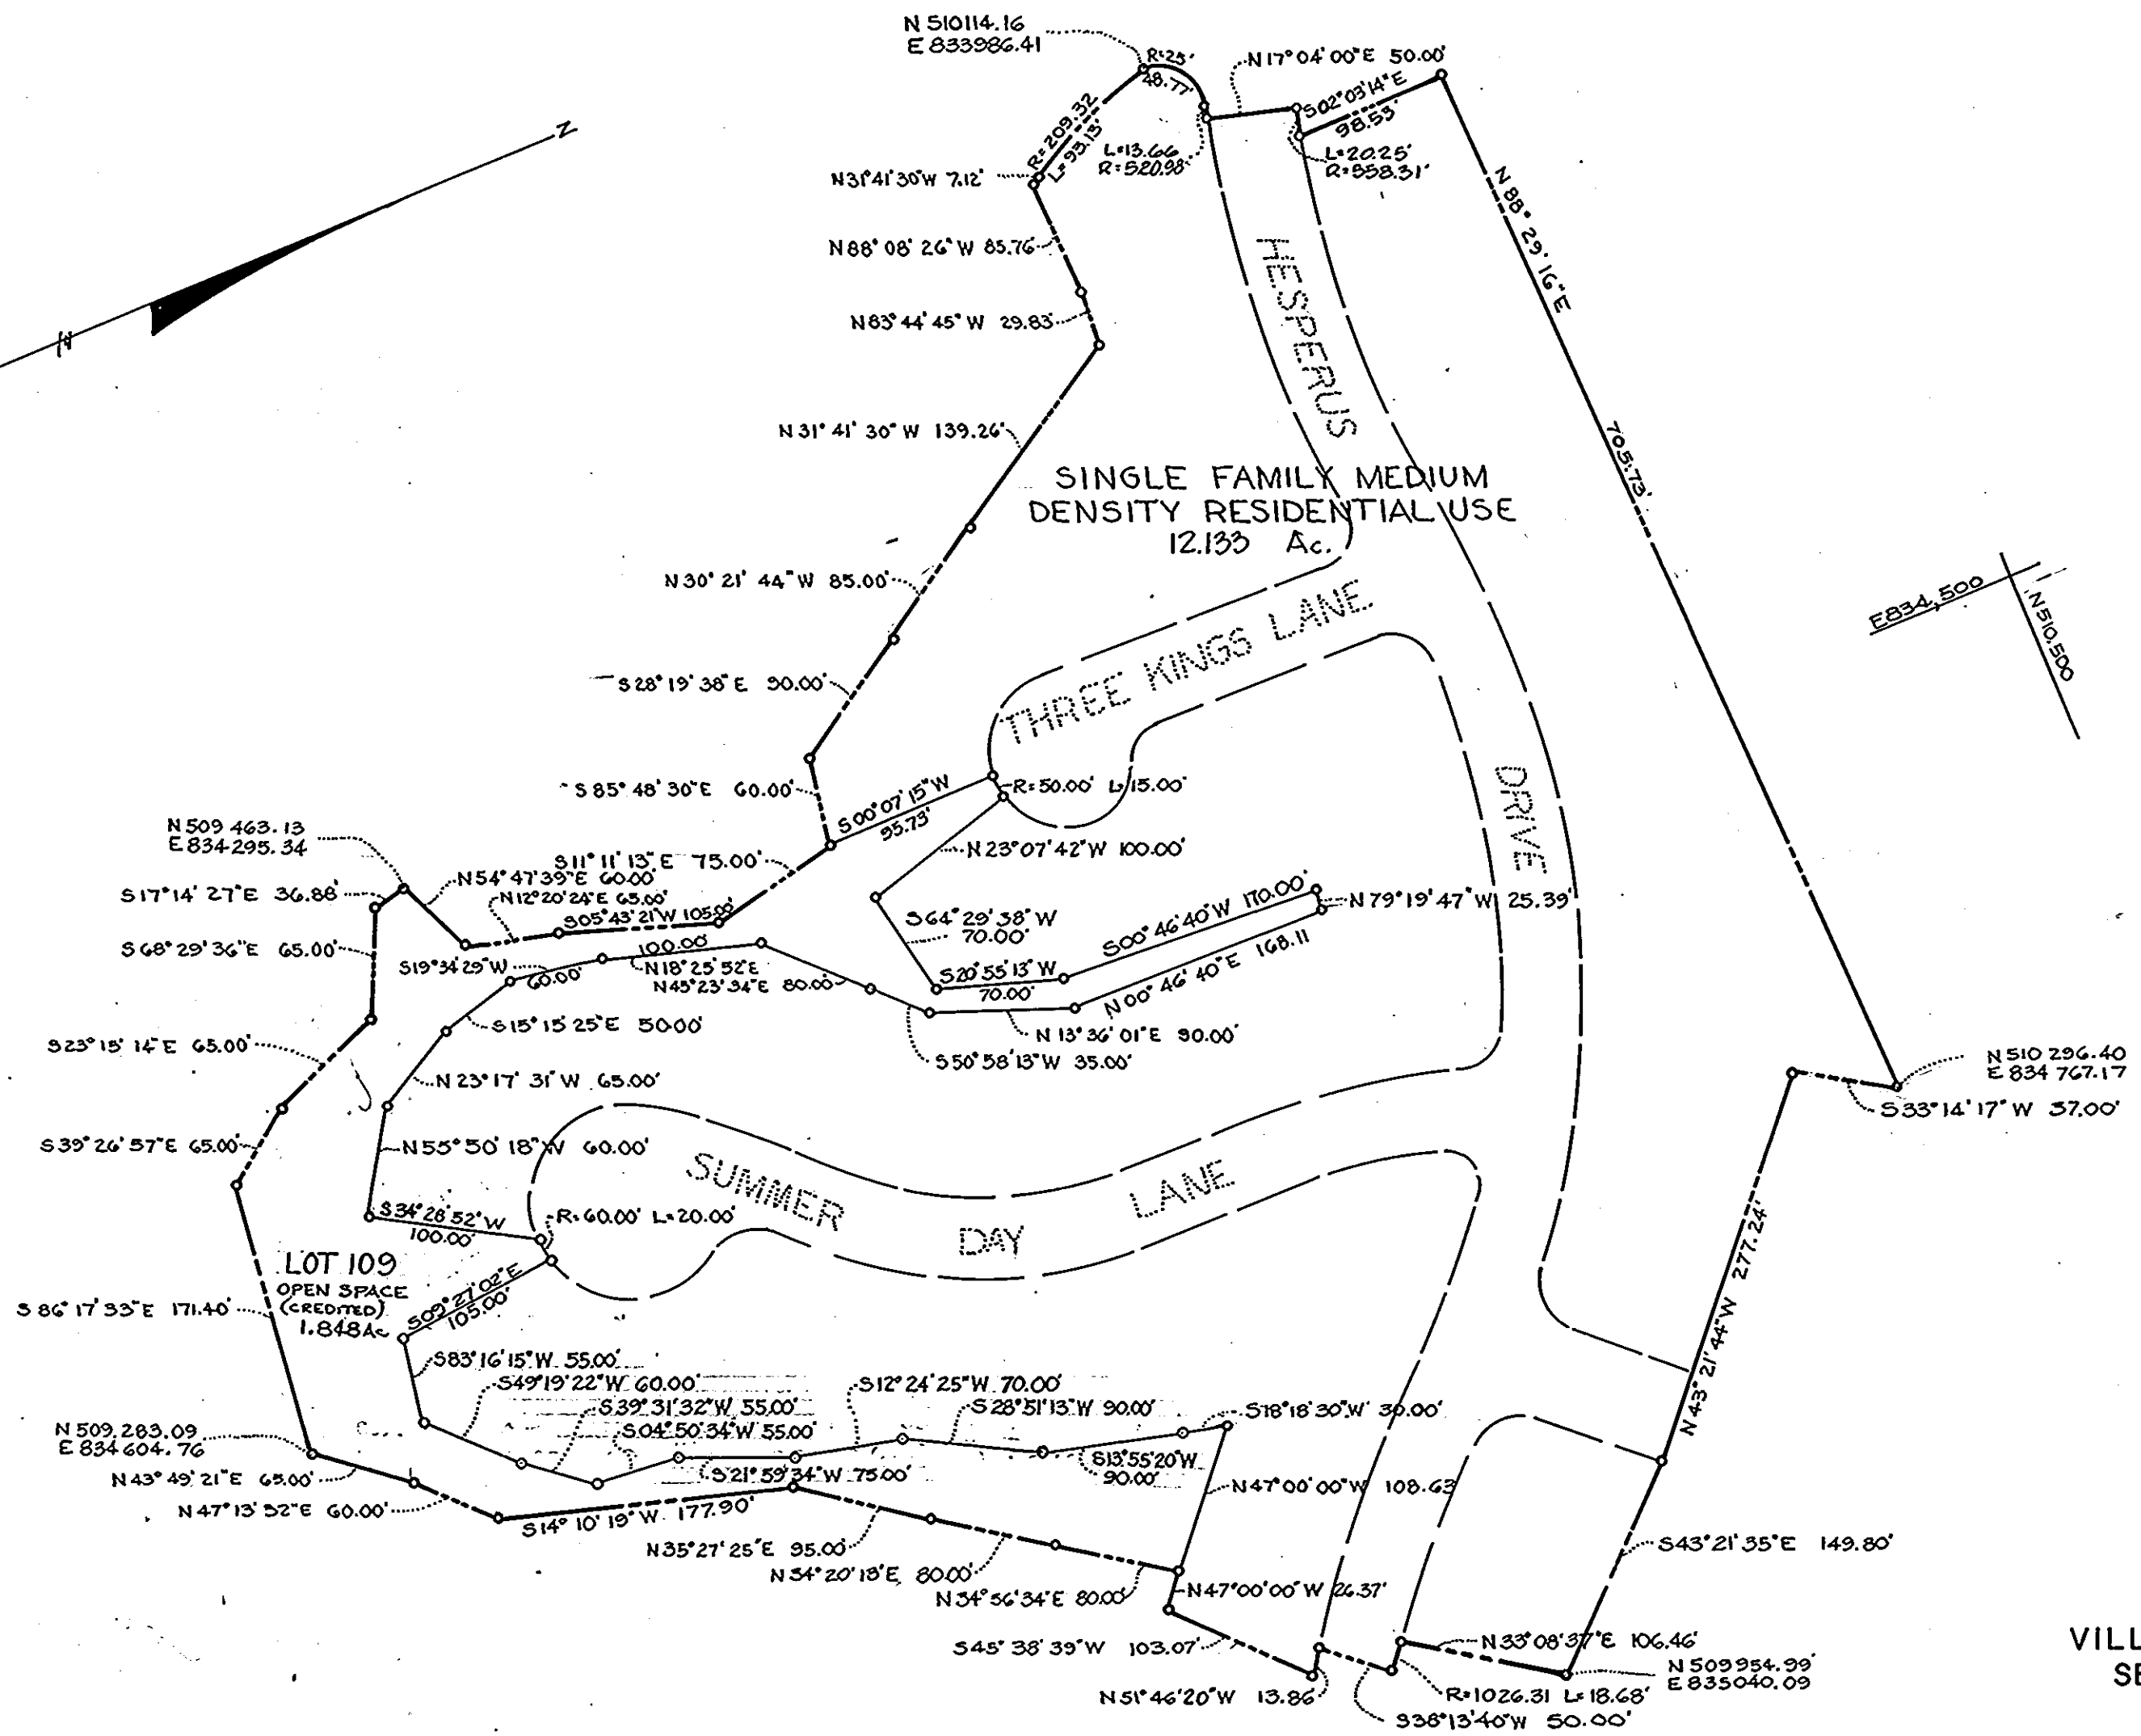 N 510114.16
E 833986.41
R=25'
48.77'
N17°04'00"E 50.00'
S02°03'14"E
98.53'
R=209.32
L=95.13'
L=13.66
R=520.98'
L=20.25'
R=558.31'
N
N31°41'30"W 7.12'
N88°08'26"W 85.76'
N83°44'45"W 29.83'
N31°41'30"W 139.26'
N88°29'16"E
705.73'
HESPERUS
DRIVE
SINGLE FAMILY MEDIUM
DENSITY RESIDENTIAL USE
12.133 Ac.
N30°21'44"W 85.00'
S28°19'38"E 90.00'
THREE KINGS LANE
E834,500
N510,500
S85°48'30"E 60.00'
S00°07'15"W
95.73'
R=50.00' L=15.00'
N 509 463.13
E 834 295.34
S11°11'13"E 75.00'
N54°47'39"E 60.00'
N12°20'24"E 65.00'
S05°43'21"W 105.00'
S17°14'27"E 36.88'
N23°07'42"W 100.00'
S68°29'36"E 65.00'
S64°29'38"W
70.00'
S00°46'40"W 170.00'
N79°19'47"W 25.39'
100.00'
N18°25'52"E
S19°34'29"W
60.00'
N45°23'34"E 80.00'
S20°55'13"W
70.00'
N00°46'40"E 168.11
S15°15'25"E 50.00'
N13°36'01"E 90.00'
S50°58'13"W 35.00'
S23°15'14"E 65.00'
N23°17'31"W 65.00'
N 510 296.40
E 834 767.17
S33°14'17"W 57.00'
S39°26'57"E 65.00'
N55°50'18"W 60.00'
SUMMER
DAY
LANE
S34°28'52"W
100.00'
R=60.00' L=20.00'
LOT 109
OPEN SPACE
(CREDITED)
1.848Ac
S09°27'02"E
105.00'
S86°17'33"E 171.40'
N43°21'44"W 277.24'
S83°16'15"W 55.00'
S49°19'22"W 60.00'
S12°24'25"W 70.00'
S39°31'32"W 55.00'
S28°51'13"W 90.00'
S18°18'30"W 30.00'
S04°50'34"W 55.00'
S13°55'20"W
90.00'
S21°59'34"W 75.00'
N 509,283.09
E 834 604.76
N43°49'21"E 65.00'
N47°13'52"E 60.00'
N47°00'00"W 108.63
S14°10'19"W 177.90'
N35°27'25"E 95.00'
N34°20'13"E 80.00'
N34°56'34"E 80.00'
N47°00'00"W 26.37'
S43°21'35"E 149.80'
S45°38'39"W 103.07'
N33°08'37"E 106.46'
N 509954.99'
E 835040.09
N51°46'20"W 13.86'
R=1026.31 L=18.68'
S38°13'40"W 50.00'
VILL
SE